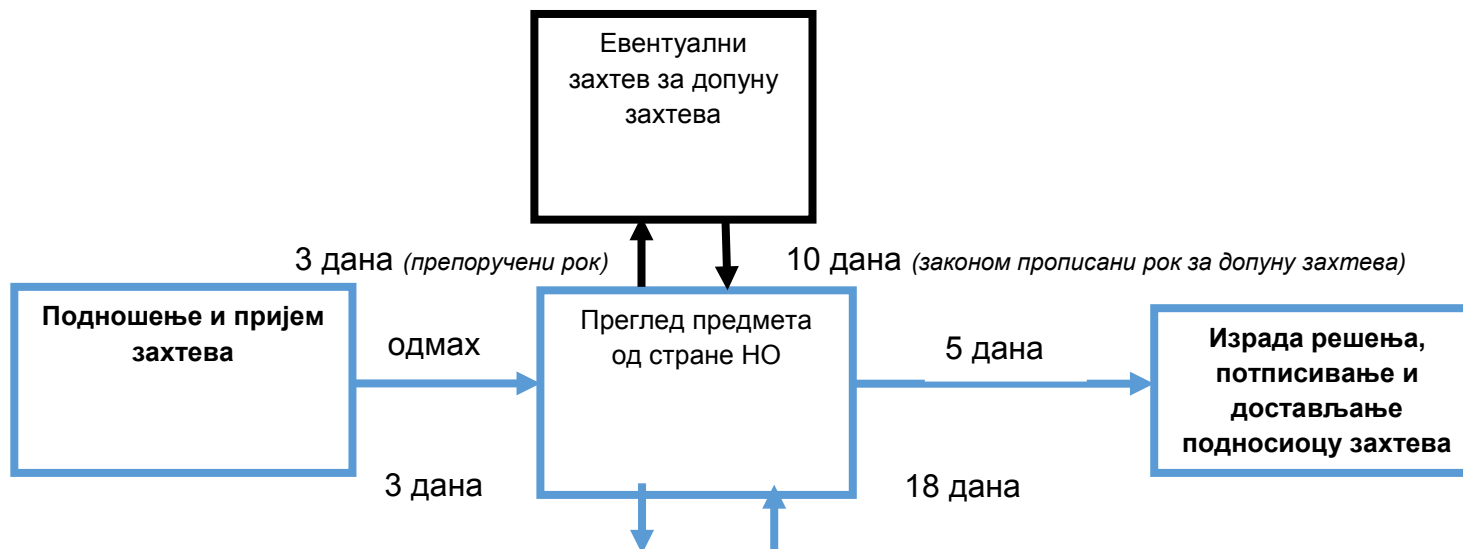 Евентуални
захтев за допуну
захтева
3 дана (препоручени рок)
10 дана (законом прописани рок за допуну захтева)
Подношење и пријем
захтева
одмах
Преглед предмета
од стране НО
5 дана
Израда решења,
потписивање и
достављање
подносиоцу захтева
3 дана
18 дана